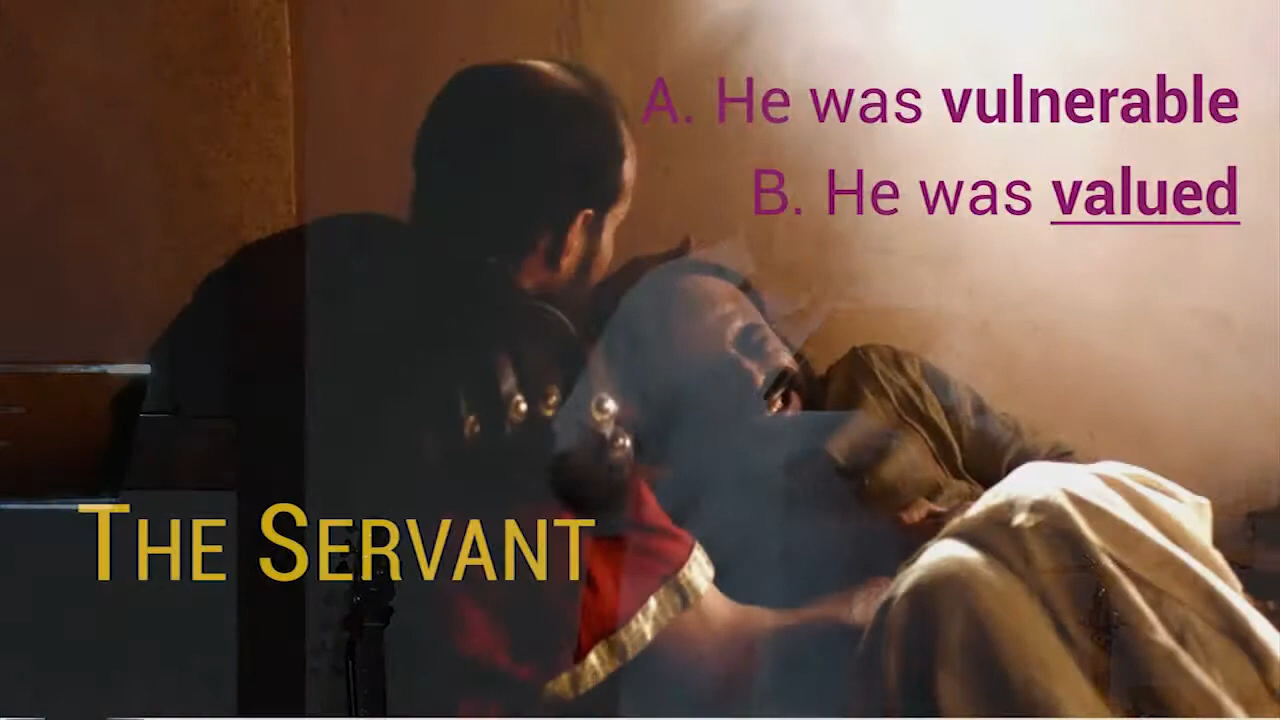 A. He was vulnerable
B. He was valued
The Servant